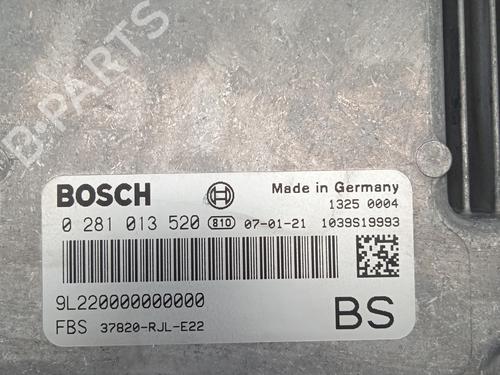 B-PARTS
BOSCH Made in Germany
1325 0004
0 281 013 520 810 07-01-21 1039S19993
9L220000000000
FBS 37820-RJL-E22 BS